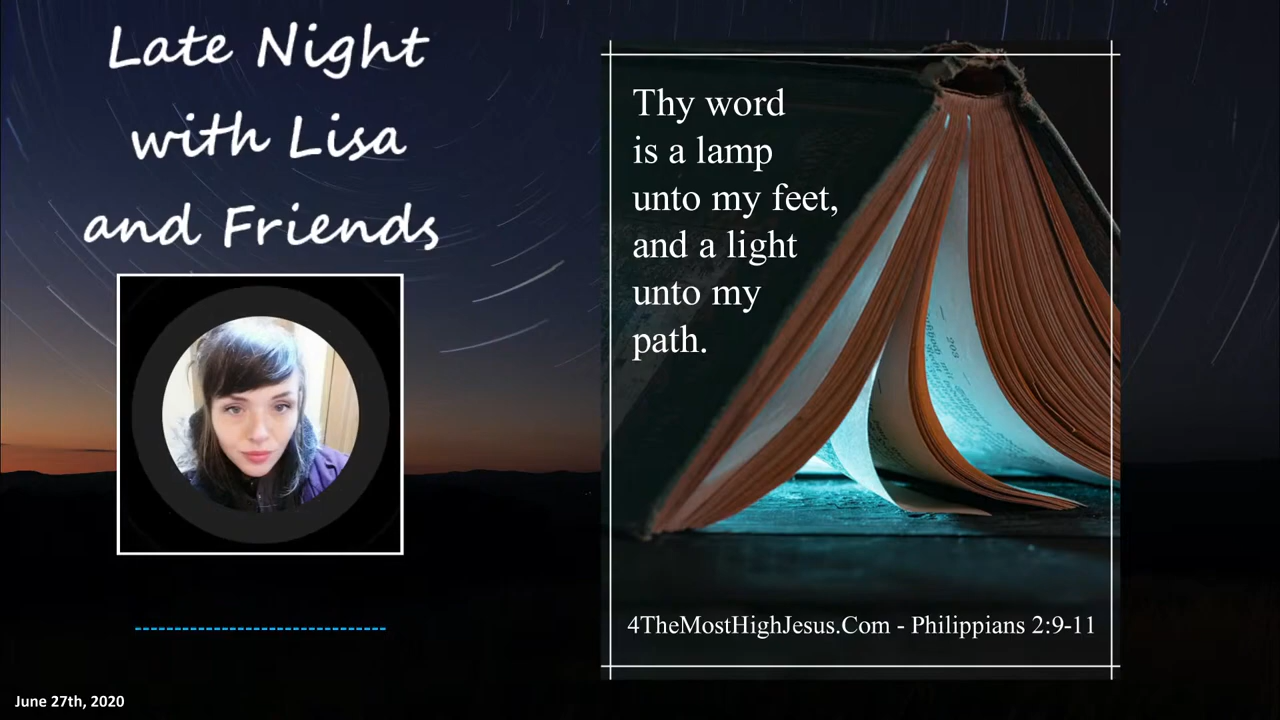 Late Night
with Lisa
and Friends
Thy word
is a lamp
unto my feet,
and a light
unto my
path.
203
4TheMostHighJesus.Com - Philippians 2:9-11
June 27th, 2020